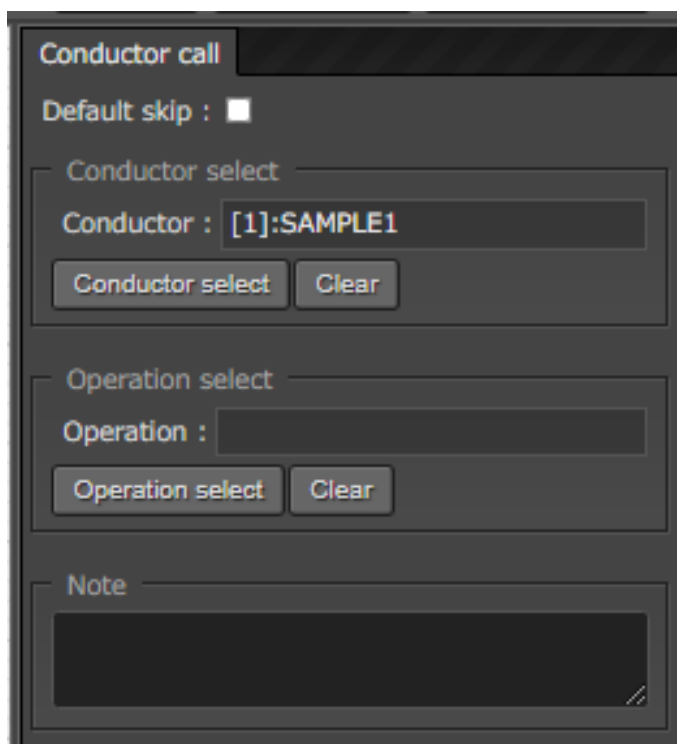 Conductor call
Default skip :
Conductor select
Conductor : [1]:SAMPLE1
Conductor select Clear
Operation select
Operation :
Operation select Clear
Note